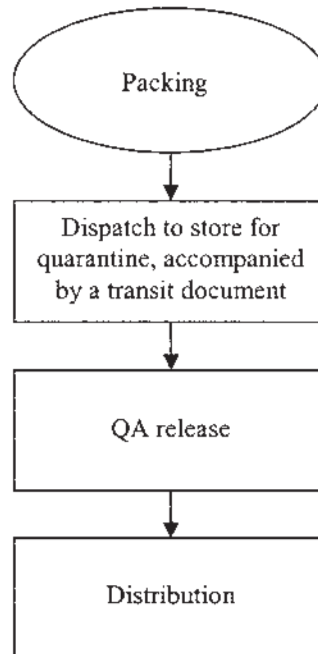 Packing
Dispatch to store for
quarantine, accompanied
by a transit document
QA release
Distribution